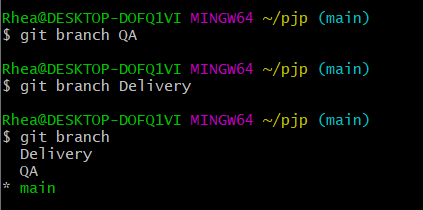 Rhea@DESKTOP-DOFQ1VI MINGW64 ~/pjp (main)
$ git branch QA
Rhea@DESKTOP-DOFQ1VI MINGW64 ~/pjp (main)
$ git branch Delivery
Rhea@DESKTOP-DOFQ1VI MINGW64 ~/pjp (main)
$ git branch
  Delivery
  QA
* main